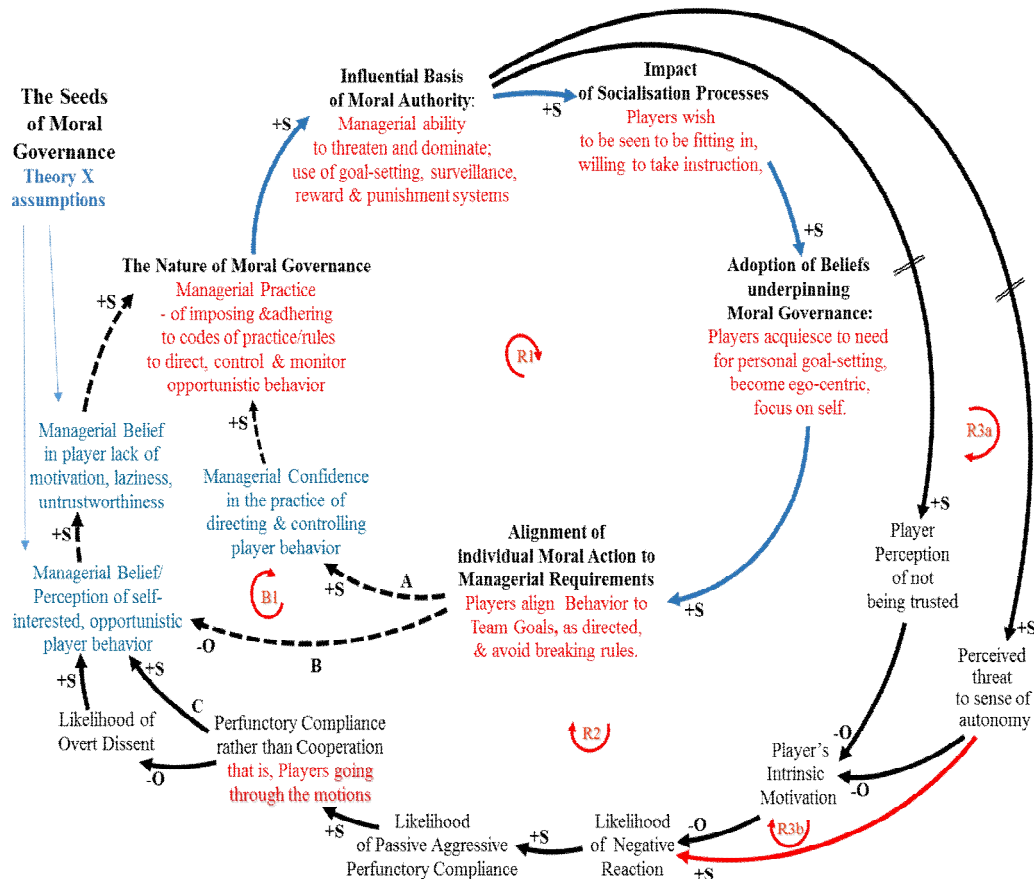 The Seeds
of Moral
Governance
Theory X
assumptions
Influential Basis
of Moral Authority:
Managerial ability
to threaten and dominate;
use of goal-setting, surveillance,
reward & punishment systems
+S
+S
Impact
of Socialisation Processes
Players wish
to be seen to be fitting in,
willing to take instruction,
+S
Adoption of Beliefs
underpinning
Moral Governance:
Players acquiesce to need
for personal goal-setting,
become ego-centric,
focus on self.
The Nature of Moral Governance
Managerial Practice
- of imposing &adhering
to codes of practice/rules
to direct, control & monitor
opportunistic behavior
+S
R1
R3a
+S
Managerial Belief
in player lack of
motivation, laziness,
untrustworthiness
+S
Managerial Confidence
in the practice of
directing & controlling
player behavior
+S
Managerial Belief/
Perception of self-
interested, opportunistic
player behavior
B1
A
+S
-O
B
Alignment of
individual Moral Action to
Managerial Requirements
Players align Behavior to
Team Goals, as directed,
& avoid breaking rules.
+S
+S
Player
Perception
of not
being trusted
+S
Perceived
threat
to sense of
autonomy
+S
+S
C
Likelihood of
Overt Dissent
-O
Perfunctory Compliance
rather than Cooperation
that is, Players going
through the motions
R2
-O
-O
Player's
Intrinsic
Motivation
R3b
+S
Likelihood
of Passive Aggressive
Perfunctory Compliance
+S
Likelihood
of Negative
Reaction
-O
+S